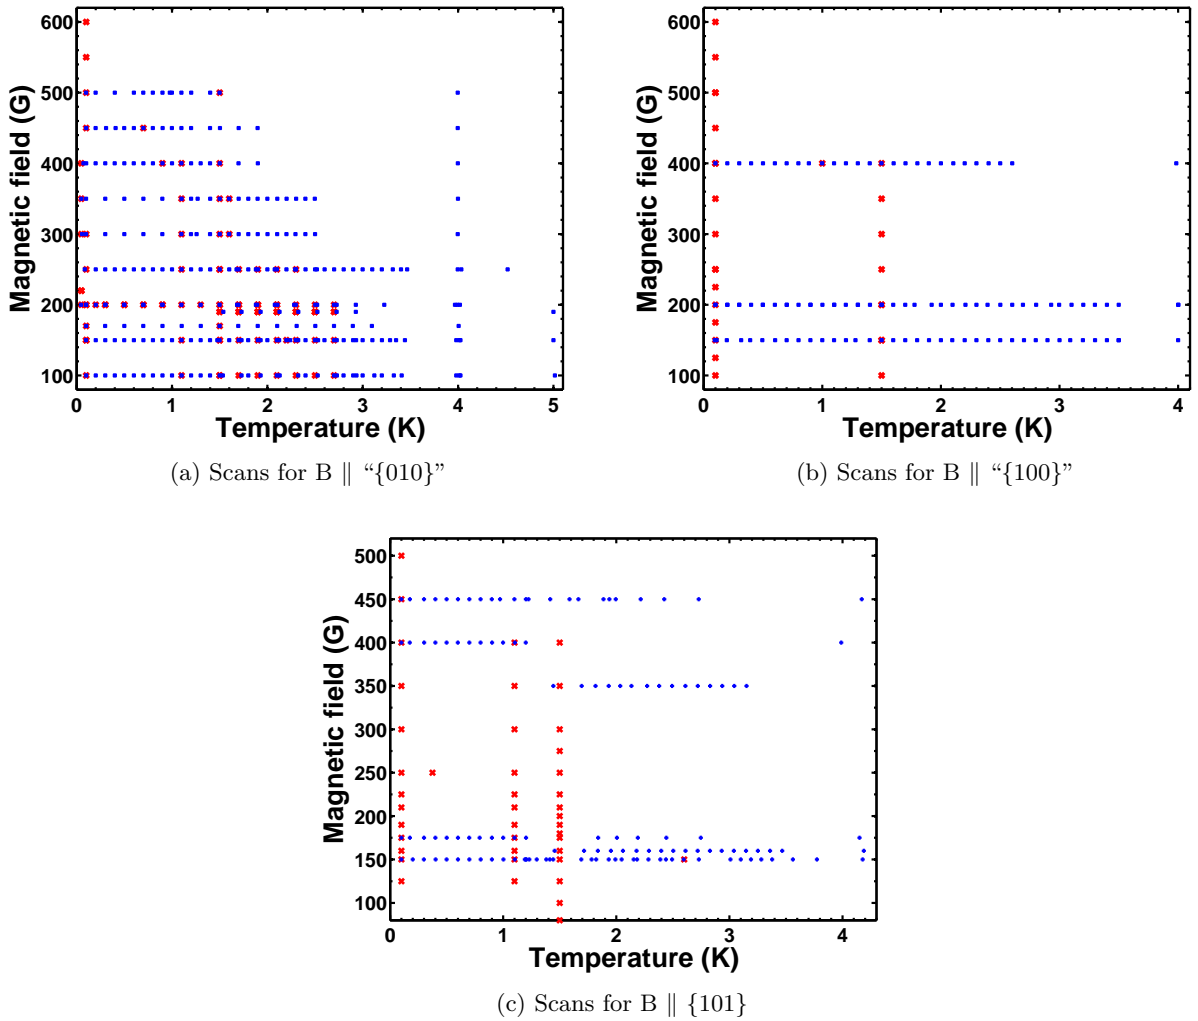 600
500
400
300
200
100
Magnetic field (G)
0 1 2 3 4 5
Temperature (K)
(a) Scans for B ∥ “{010}”
600
500
400
300
200
100
Magnetic field (G)
0 1 2 3 4
Temperature (K)
(b) Scans for B ∥ “{100}”
500
450
400
350
300
250
200
150
100
Magnetic field (G)
0 1 2 3 4
Temperature (K)
(c) Scans for B ∥ {101}